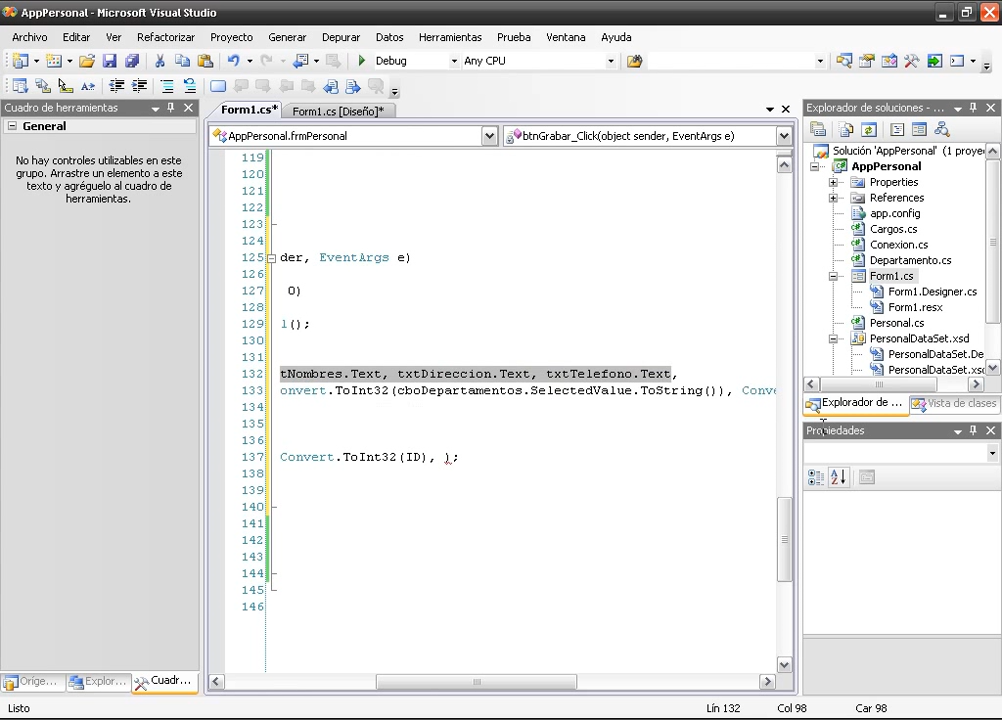 AppPersonal - Microsoft Visual Studio
Archivo Editar Ver Refactorizar Proyecto Generar Depurar Datos Herramientas Prueba Ventana Ayuda
Debug Any CPU
Cuadro de herramientas
Form1.cs* Form1.cs [Diseño]*
Explorador de soluciones - ...
General
AppPersonal.frmPersonal btnGrabar_Click(object sender, EventArgs e)
No hay controles utilizables en este
grupo. Arrastre un elemento a este
texto y agréguelo al cuadro de
herramientas.
119
120
121
122
123
124
125 der, EventArgs e)
126
127 0)
128
129 l();
130
131
132 tNombres.Text, txtDireccion.Text, txtTelefono.Text,
133 onvert.ToInt32(cboDepartamentos.SelectedValue.ToString()), Conve
134
135
136
137 Convert.ToInt32(ID), );
138
139
140
141
142
143
144
145
146
Solución 'AppPersonal' (1 proye
AppPersonal
Properties
References
app.config
Cargos.cs
Conexion.cs
Departamento.cs
Form1.cs
Form1.Designer.cs
Form1.resx
Personal.cs
PersonalDataSet.xsd
PersonalDataSet.De
PersonalDataSet.xsc
Explorador de ... Vista de clases
Propiedades
Oríge... Explor... Cuadr...
Listo Lín 132 Col 98 Car 98